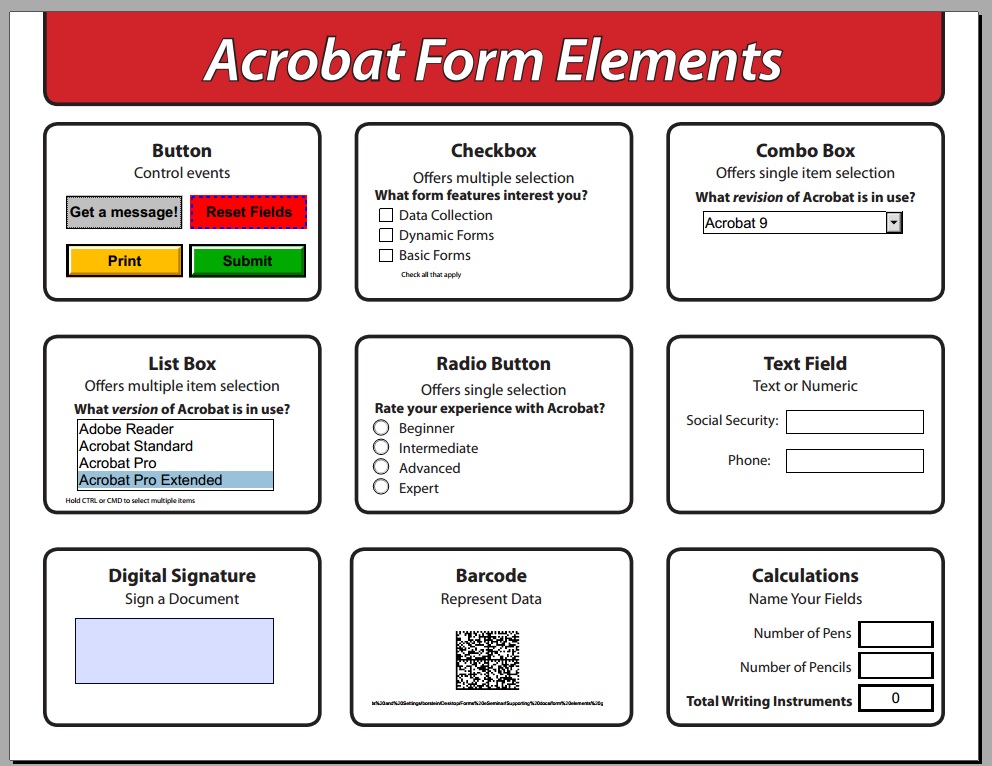 Acrobat Form Elements
Button
Control events
Get a message! Reset Fields
Print Submit
Checkbox
Offers multiple selection
What form features interest you?
Data Collection
Dynamic Forms
Basic Forms
Check all that apply
Combo Box
Offers single item selection
What revision of Acrobat is in use?
Acrobat 9
List Box
Offers multiple item selection
What version of Acrobat is in use?
Adobe Reader
Acrobat Standard
Acrobat Pro
Acrobat Pro Extended
Hold CTRL or CMD to select multiple items
Radio Button
Offers single selection
Rate your experience with Acrobat?
Beginner
Intermediate
Advanced
Expert
Text Field
Text or Numeric
Social Security:
Phone:
Digital Signature
Sign a Document
Barcode
Represent Data
Calculations
Name Your Fields
Number of Pens
Number of Pencils
Total Writing Instruments 0